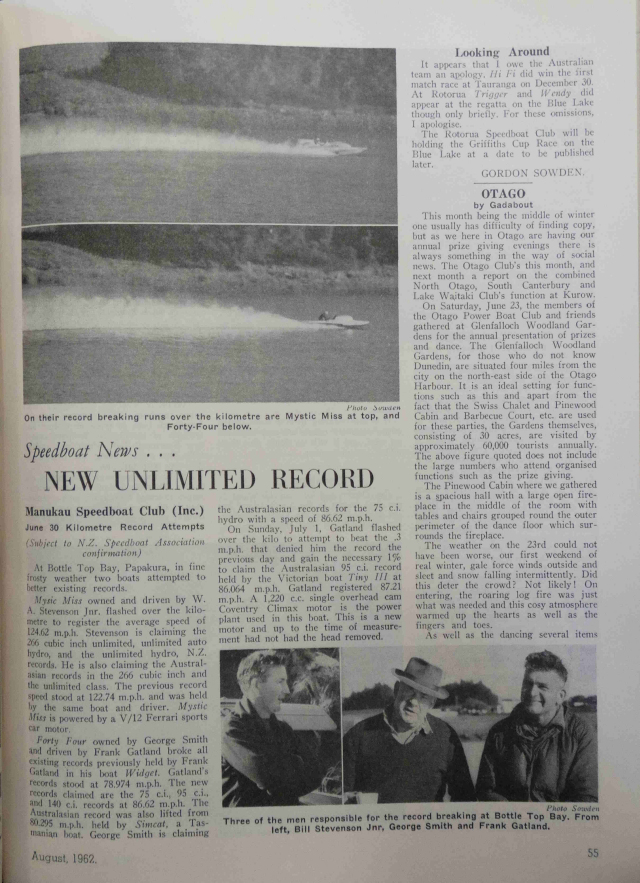 On their record breaking runs over the kilometre are Mystic Miss at top, and
Forty-Four below.
Photo Sowden
Speedboat News . . .
NEW UNLIMITED RECORD
Manukau Speedboat Club (Inc.)
June 30 Kilometre Record Attempts
(Subject to N.Z. Speedboat Association
confirmation)
At Bottle Top Bay, Papakura, in fine
frosty weather two boats attempted to
better existing records.
Mystic Miss owned and driven by W.
A. Stevenson Jnr, flashed over the kilo-
metre to register the average speed of
124.62 m.p.h. Stevenson is claiming the
266 cubic inch unlimited, unlimited auto
hydro, and the unlimited hydro, N.Z.
records. He is also claiming the Austral-
asian records in the 266 cubic inch and
the unlimited class. The previous record
speed stood at 122.74 m.p.h. and was held
by the same boat and driver. Mystic
Miss is powered by a V/12 Ferrari sports
car motor.
Forty Four owned by George Smith
and driven by Frank Gatland broke all
existing records previously held by Frank
Gatland in his boat Widget. Gatland's
records stood at 78.974 m.p.h. The new
records claimed are the 75 c.i., 95 c.i.,
and 140 c.i. records at 86.62 m.p.h. The
Australasian record was also lifted from
80.295 m.p.h. held by Simcat, a Tas-
manian boat. George Smith is claiming
the Australasian records for the 75 c.i.
hydro with a speed of 86.62 m.p.h.
On Sunday, July 1, Gatland flashed
over the kilo to attempt to beat the .3
m.p.h. that denied him the record the
previous day and gain the necessary 1%
to claim the Australasian 95 c.i. record
held by the Victorian boat Tiny III at
86.064 m.p.h. Gatland registered 87.21
m.p.h. A 1,220 c.c. single overhead cam
Coventry Climax motor is the power
plant used in this boat. This is a new
motor and up to the time of measure-
ment had not had the head removed.
Photo Sowden
Three of the men responsible for the record breaking at Bottle Top Bay. From
left, Bill Stevenson Jnr, George Smith and Frank Gatland.
Looking Around
It appears that I owe the Australian
team an apology. Hi Fi did win the first
match race at Tauranga on December 30.
At Rotorua Trigger and Wendy did
appear at the regatta on the Blue Lake
though only briefly. For these omissions,
I apologise.
The Rotorua Speedboat Club will be
holding the Griffiths Cup Race on the
Blue Lake at a date to be published
later.
GORDON SOWDEN.
OTAGO
by Gadabout
This month being the middle of winter
one usually has difficulty of finding copy,
but as we here in Otago are having our
annual prize giving evenings there is
always something in the way of social
news. The Otago Club's this month, and
next month a report on the combined
North Otago, South Canterbury and
Lake Waitaki Club's function at Kurow.
On Saturday, June 23, the members of
the Otago Power Boat Club and friends
gathered at Glenfalloch Woodland Gar-
dens for the annual presentation of prizes
and dance. The Glenfalloch Woodland
Gardens, for those who do not know
Dunedin, are situated four miles from the
city on the north-east side of the Otago
Harbour. It is an ideal setting for func-
tions such as this and apart from the
fact that the Swiss Chalet and Pinewood
Cabin and Barbecue Court, etc. are used
for these parties, the Gardens themselves,
consisting of 30 acres, are visited by
approximately 60,000 tourists annually.
The above figure quoted does not include
the large numbers who attend organised
functions such as the prize giving.
The Pinewood Cabin where we gathered
is a spacious hall with a large open fire-
place in the middle of the room with
tables and chairs grouped round the outer
perimeter of the dance floor which sur-
rounds the fireplace.
The weather on the 23rd could not
have been worse, our first weekend of
real winter, gale force winds outside and
sleet and snow falling intermittently. Did
this deter the crowd? Not likely! On
entering, the roaring log fire was just
what was needed and this cosy atmosphere
warmed up the hearts as well as the
fingers and toes.
As well as the dancing several items
August, 1962.
55